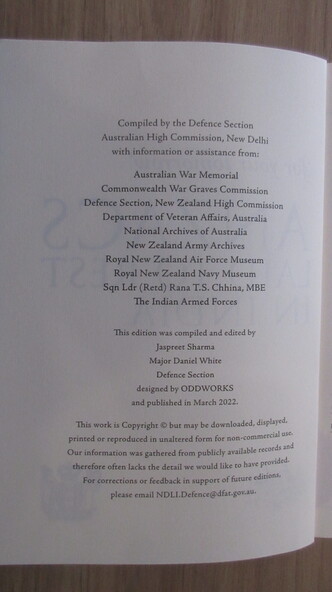 Compiled by the Defence Section
Australian High Commission, New Delhi
with information or assistance from:
Australian War Memorial
Commonwealth War Graves Commission
Defence Section, New Zealand High Commission
Department of Veteran Affairs, Australia
National Archives of Australia
New Zealand Army Archives
Royal New Zealand Air Force Museum
Royal New Zealand Navy Museum
Sqn Ldr (Retd) Rana T.S. Chhina, MBE
The Indian Armed Forces
This edition was compiled and edited by
Jaspreet Sharma
Major Daniel White
Defence Section
designed by ODDWORKS
and published in March 2022.
This work is Copyright © but may be downloaded, displayed,
printed or reproduced in unaltered form for non-commercial use.
Our information was gathered from publicly available records and
therefore often lacks the detail we would like to have provided.
For corrections or feedback in support of future editions,
please email NDLI.Defence@dfat.gov.au.